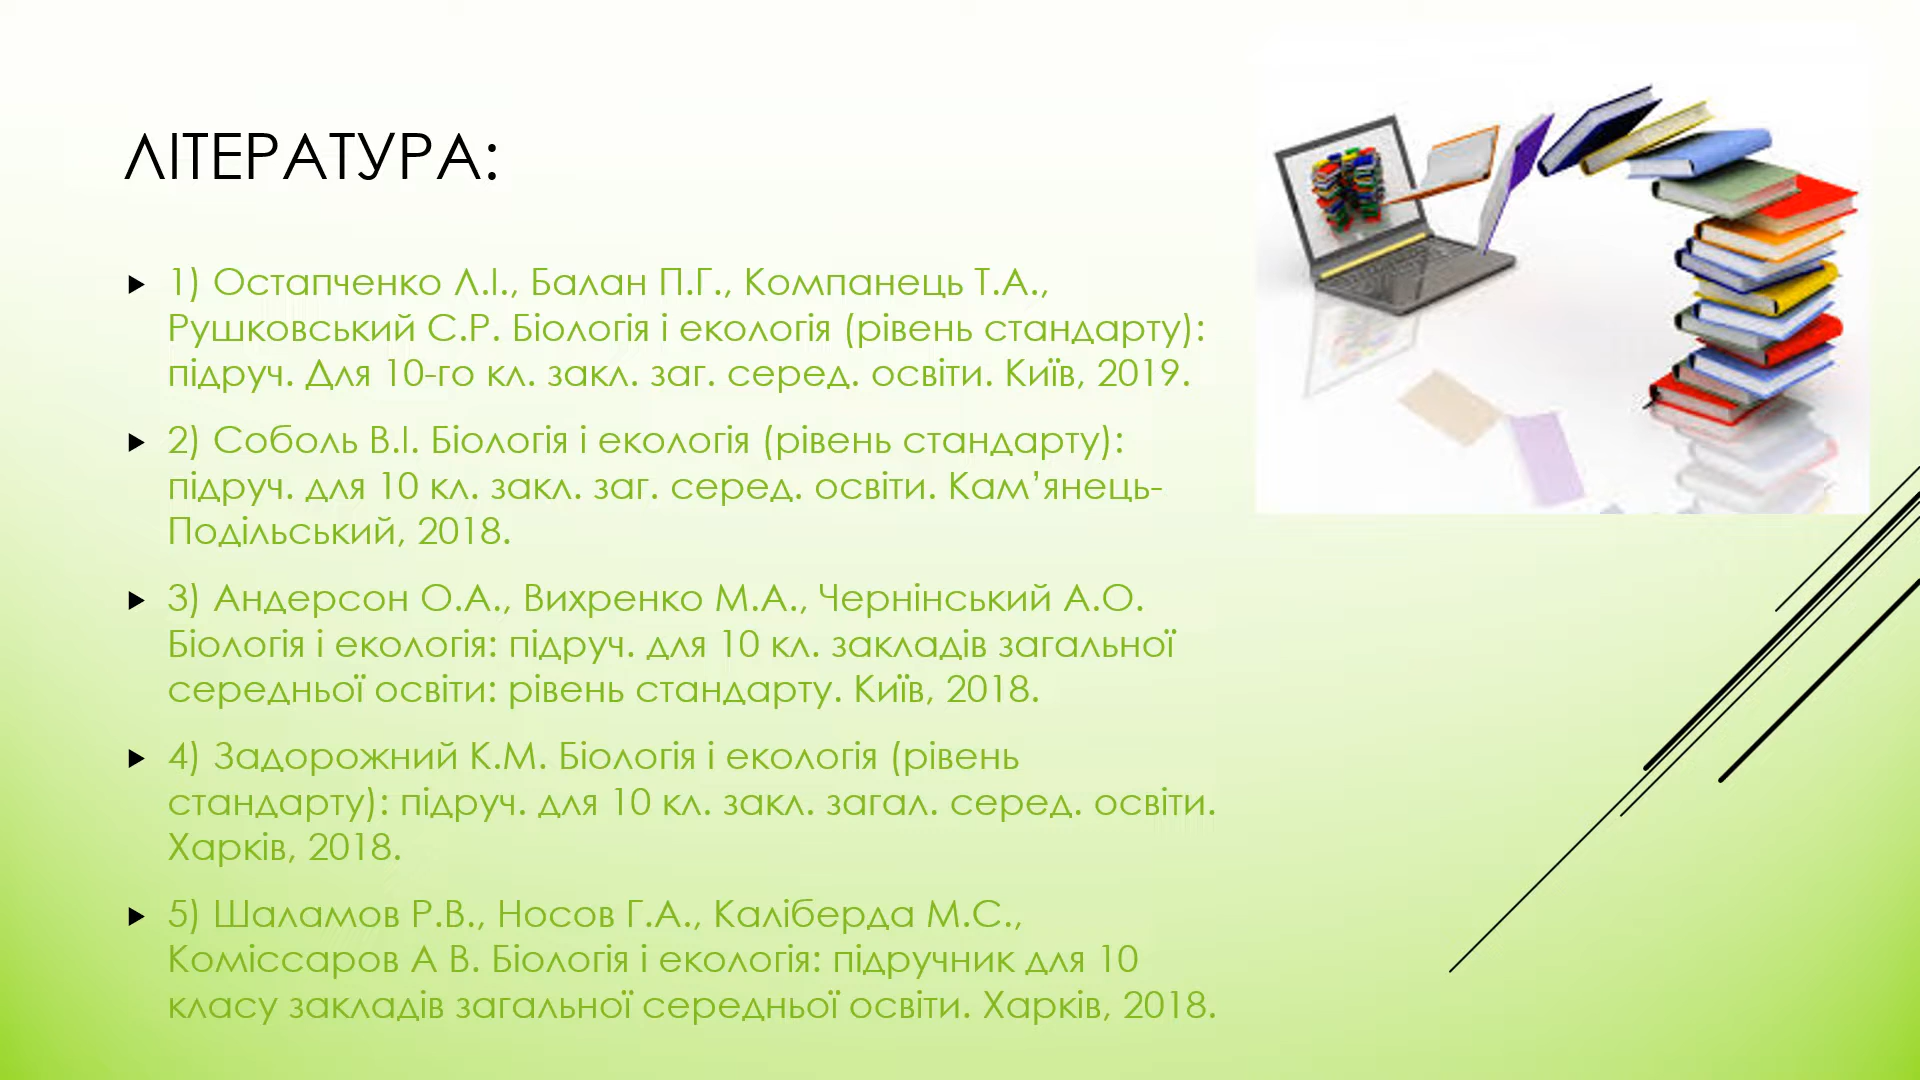 ЛІТЕРАТУРА:
1) Остапченко Л.І., Балан П.Г., Компанець Т.А.,
Рушковський С.Р. Біологія і екологія (рівень стандарту):
підруч. Для 10-го кл. закл. заг. серед. освіти. Київ, 2019.
2) Соболь В.І. Біологія і екологія (рівень стандарту):
підруч. для 10 кл. закл. заг. серед. освіти. Кам’янець-
Подільський, 2018.
3) Андерсон О.А., Вихренко М.А., Чернінський А.О.
Біологія і екологія: підруч. для 10 кл. закладів загальної
середньої освіти: рівень стандарту. Київ, 2018.
4) Задорожний К.М. Біологія і екологія (рівень
стандарту): підруч. для 10 кл. закл. загал. серед. освіти.
Харків, 2018.
5) Шаламов Р.В., Носов Г.А., Каліберда М.С.,
Коміссаров А В. Біологія і екологія: підручник для 10
класу закладів загальної середньої освіти. Харків, 2018.